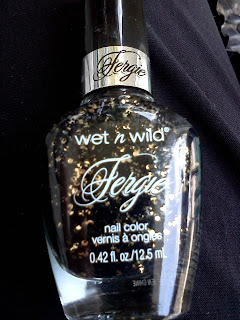 Fergie
wet n wild®
Fergie
nail color
vernis à ongles
0.42 fl. oz/12.5 ml.